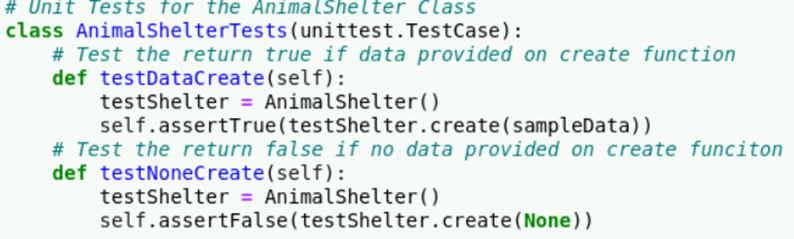 # Unit Tests for the AnimalShelter Class
class AnimalShelterTests(unittest.TestCase):
    # Test the return true if data provided on create function
    def testDataCreate(self):
        testShelter = AnimalShelter()
        self.assertTrue(testShelter.create(sampleData))
    # Test the return false if no data provided on create funciton
    def testNoneCreate(self):
        testShelter = AnimalShelter()
        self.assertFalse(testShelter.create(None))